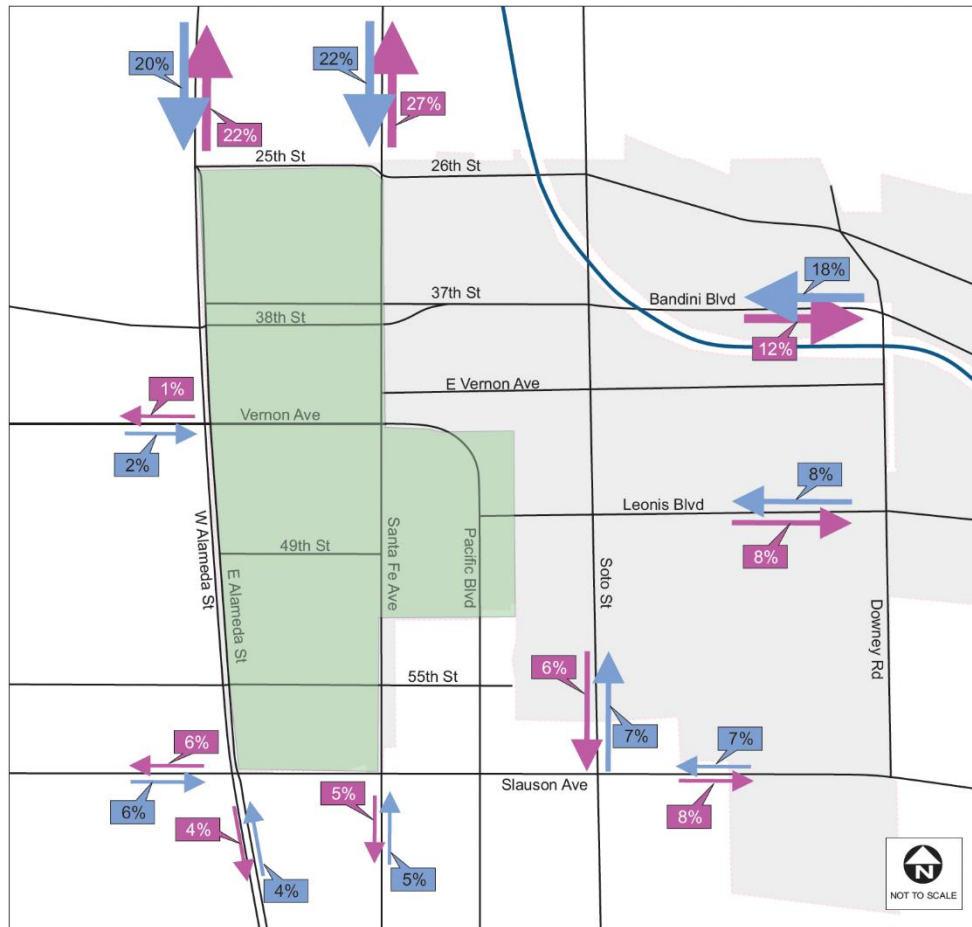 20%
22%
22%
27%
25th St
26th St
18%
37th St
Bandini Blvd
38th St
12%
E Vernon Ave
1%
Vernon Ave
2%
8%
Leonis Blvd
8%
W Alameda St
E Alameda St
49th St
Santa Fe Ave
Pacific Blvd
Soto St
Downey Rd
55th St
6%
7%
6%
7%
Slauson Ave
6%
8%
5%
4%
4%
5%
N
NOT TO SCALE